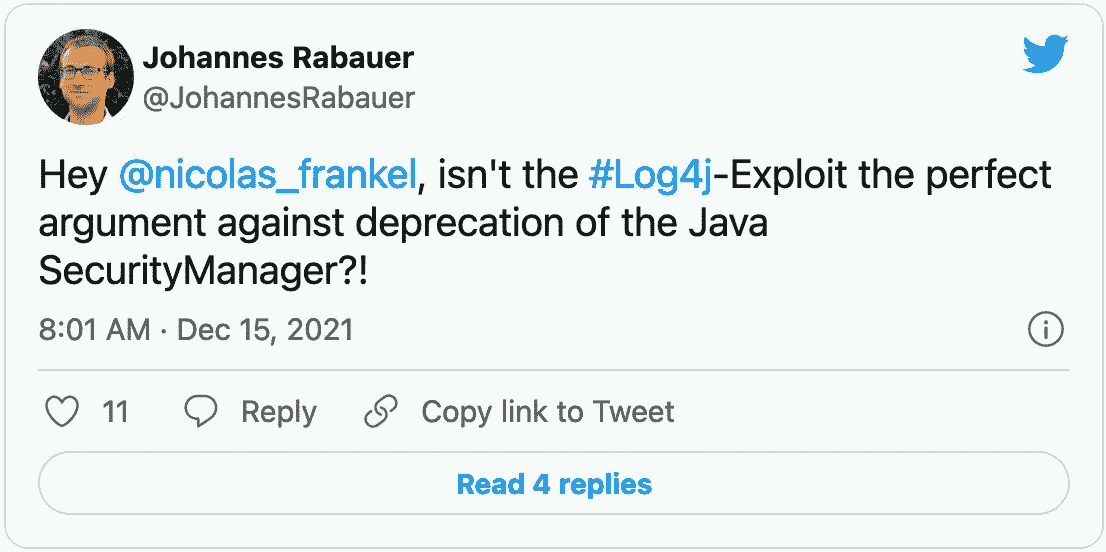 Johannes Rabauer
@JohannesRabauer
Hey @nicolas_frankel, isn't the #Log4j-Exploit the perfect
argument against deprecation of the Java
SecurityManager?!
8:01 AM · Dec 15, 2021
11 Reply Copy link to Tweet
Read 4 replies